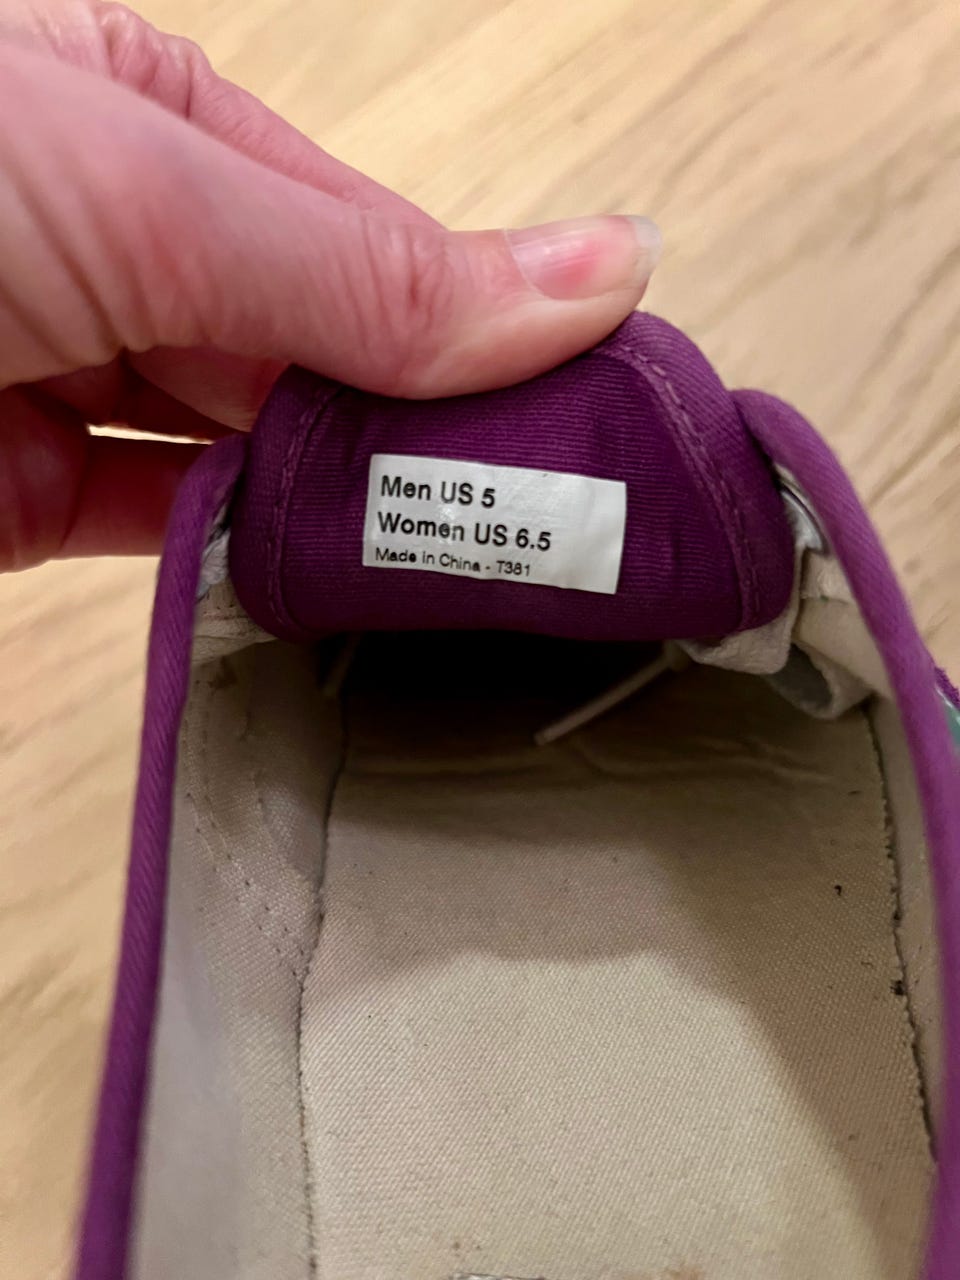 Men US 5
Women US 6.5
Made in China - T381